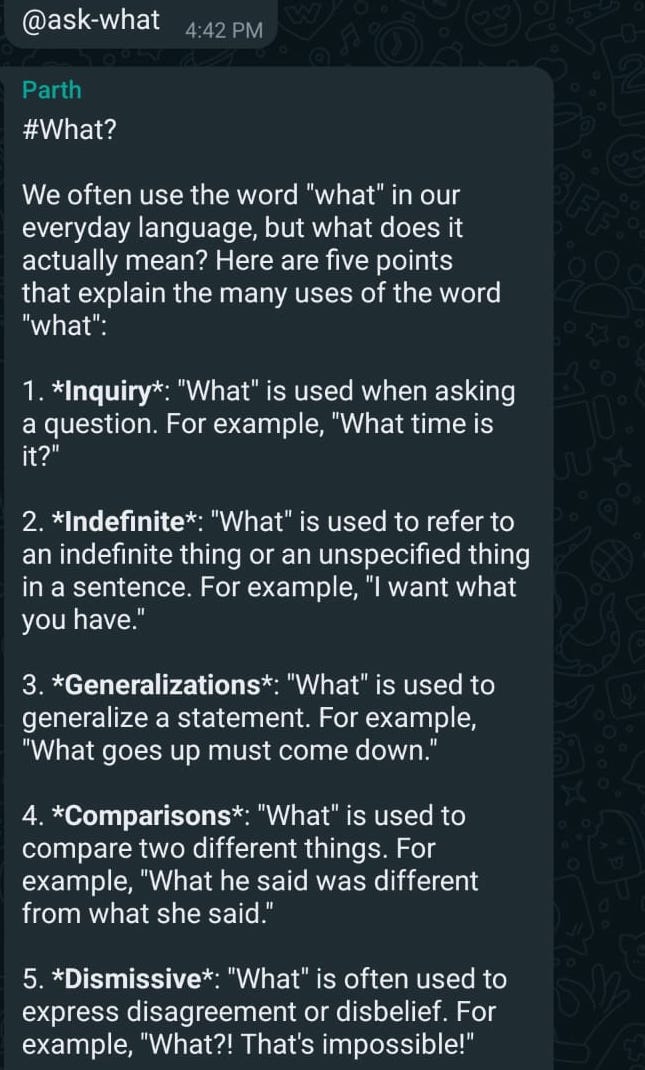 @ask-what
4:42 PM
Parth
#What?
We often use the word "what" in our
everyday language, but what does it
actually mean? Here are five points
that explain the many uses of the word
"what":
1. *Inquiry*: "What" is used when asking
a question. For example, "What time is
it?"
2. *Indefinite*: "What" is used to refer to
an indefinite thing or an unspecified thing
in a sentence. For example, "I want what
you have."
3. *Generalizations*: "What" is used to
generalize a statement. For example,
"What goes up must come down."
4. *Comparisons*: "What" is used to
compare two different things. For
example, "What he said was different
from what she said."
5. *Dismissive*: "What" is often used to
express disagreement or disbelief. For
example, "What?! That's impossible!"